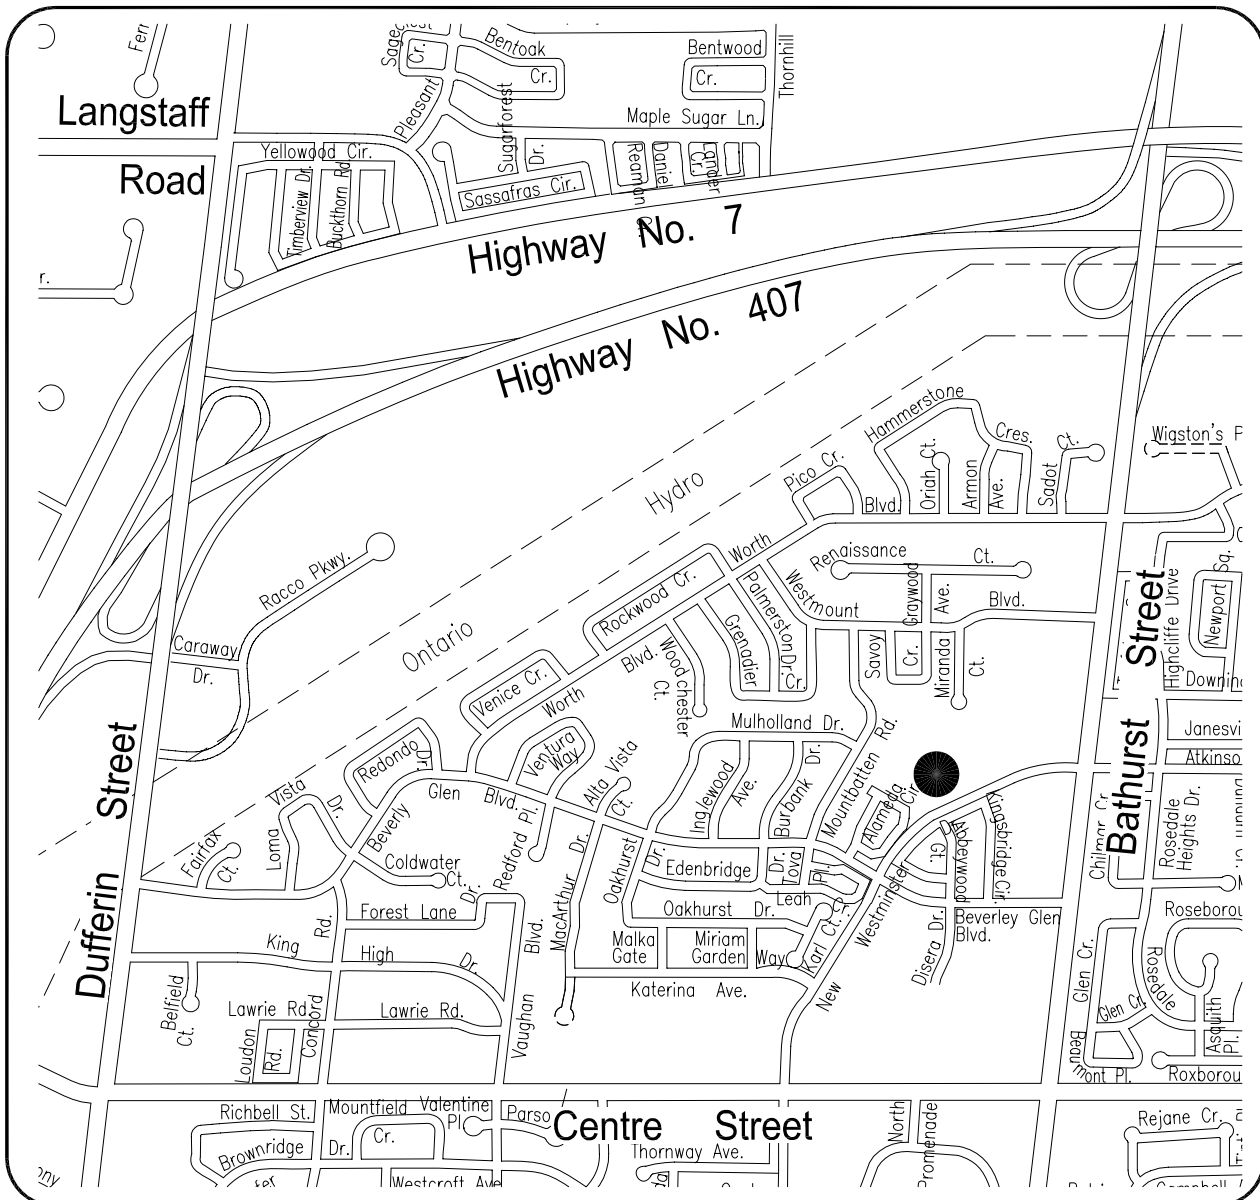 Langstaff
Road
Bentoak
Cr.
Cr.
Bentwood
Cr.
Thornhill
Pleasant
Sugarforest
Dr.
Maple Sugar Ln.
Yellowood Cir.
Timberview Dr.
Buckthorn Rd.
Sassafras Cir.
Reaman
Daniel
Lander
Cr.
Highway No. 7
Highway No. 407
r.
Hammerstone
Cres.
Ct.
Wigston's P
Pico Cr.
Blvd.
Oriah Ct.
Armon
Ave.
Sadot
Hydro
Ontario
Racco Pkwy.
Caraway
Dr.
Worth
Renaissance
Ct.
Westmount
Graywood
Ave.
Blvd.
Rockwood Cr.
Palmerston
Dr.
Cr.
Grenadier
Blvd.
Woodchester
Ct.
Savoy
Cr.
Miranda
Ct.
Bathurst Street
Highcliffe Drive
Newport
Sq.
Downin
Janesvi
Atkinso
Venice Cr.
Worth
Ventura
Way
Alta Vista
Ct.
Mulholland Dr.
Mountbatten Rd.
Inglewood
Ave.
Burbank
Dr.
Alameda
Cir.
Redondo
Dr.
Glen
Blvd.
Beverly
Vista
Dr.
Loma
Fairfax
Ct.
Coldwater
Ct.
Redford Pl.
MacArthur
Dr.
Oakhurst
Dr.
Edenbridge
Dr.
Tova
Pl.
Leah
Cr.
Oakhurst Dr.
Kingsbridge Cir.
Abbeywood
Gt.
Westminster
New
Beverley Glen
Blvd.
Disera Dr.
Chilmar Cr.
Rosedale
Heights Dr.
Roseborou
Dufferin Street
Forest Lane
Dr.
King
High
Dr.
Rd.
Concord
Blvd.
Vaughan
Malka
Gate
Miriam
Garden
Way
Karl Ct.
Katerina Ave.
Belfield
Ct.
Lawrie Rd.
Lawrie Rd.
Loudon
Rd.
Glen Cr.
Glen Cr.
Rosedale
Asquith
Pl.
Beaumont Pl.
Roxborou
Centre Street
Richbell St.
Mountfield
Cr.
Valentine
Pl.
Parso
Brownridge
Dr.
Westcroft Ave
Thornway Ave.
North
Promenade
Rejane Cr.
ony